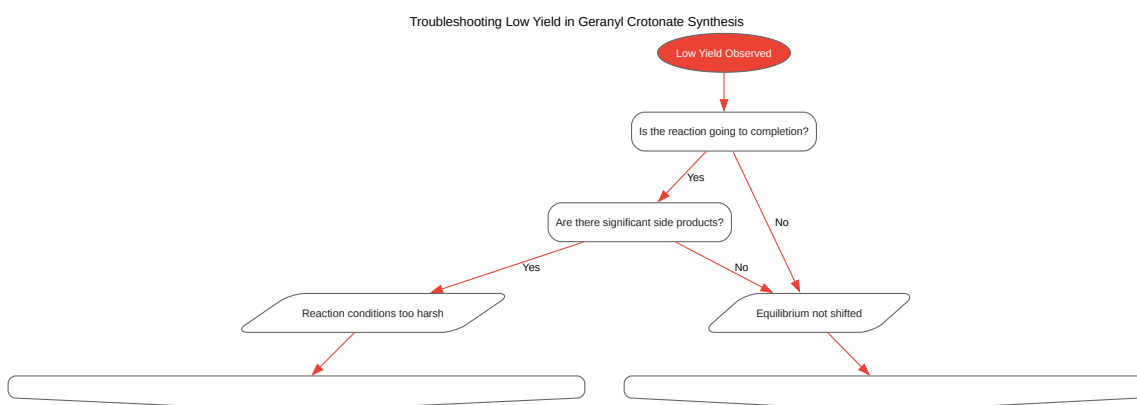 Troubleshooting Low Yield in Geranyl Crotonate Synthesis
Low Yield Observed
Is the reaction going to completion?
Yes
Are there significant side products?
No
Yes
No
Reaction conditions too harsh
Equilibrium not shifted